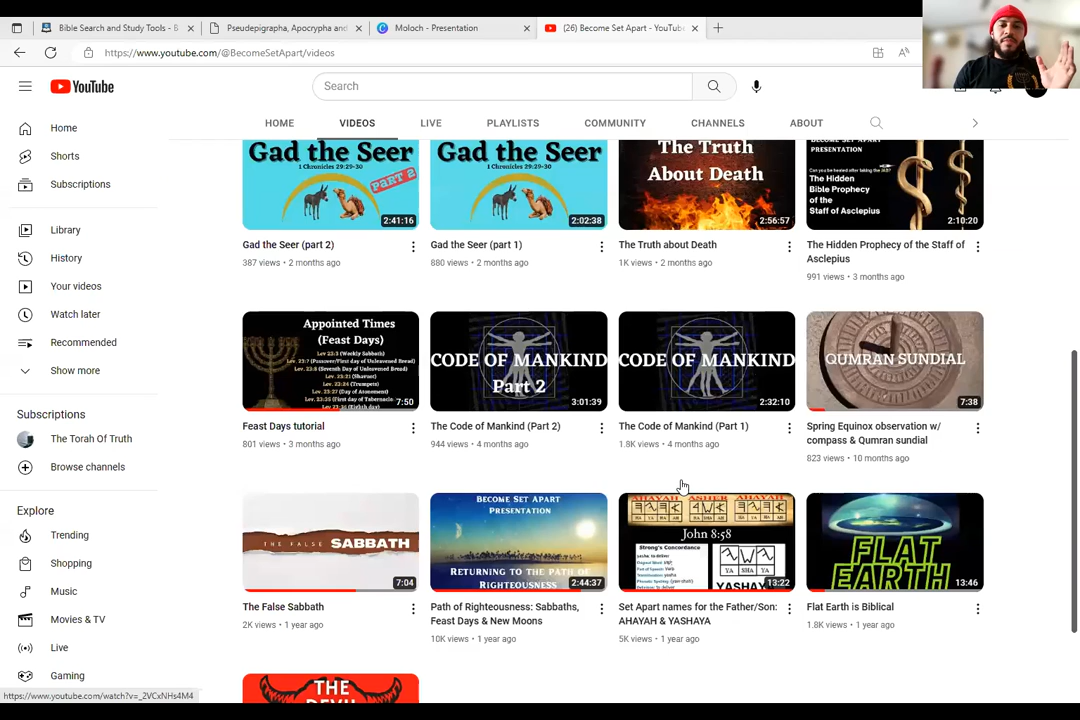 Bible Search and Study Tools - B
Pseudepigrapha, Apocrypha and
Moloch - Presentation
(26) Become Set Apart - YouTube
https://www.youtube.com/@BecomeSetApart/videos
YouTube
Search
HOME
VIDEOS
LIVE
PLAYLISTS
COMMUNITY
CHANNELS
ABOUT
Home
Shorts
Subscriptions
Library
History
Your videos
Watch later
Recommended
Show more
Subscriptions
The Torah Of Truth
Browse channels
Explore
Trending
Shopping
Music
Movies & TV
Live
Gaming
https://www.youtube.com/watch?v=_2VCxNHs4M4
Gad the Seer
1 Chronicles 29:29-30
PART 2
2:41:16
Gad the Seer (part 2)
387 views • 2 months ago
Gad the Seer
1 Chronicles 29:29-30
2:02:38
Gad the Seer (part 1)
880 views • 2 months ago
The Truth
About Death
2:56:57
The Truth about Death
1K views • 2 months ago
BECOME SET APART
PRESENTATION
The Hidden
Bible Prophecy
of the
Staff of Asclepius
2:10:20
The Hidden Prophecy of the Staff of
Asclepius
991 views • 3 months ago
Appointed Times
(Feast Days)
Lev 23:3 (Weekly Sabbath)
7:50
Feast Days tutorial
801 views • 3 months ago
CODE OF MANKIND
Part 2
3:01:39
The Code of Mankind (Part 2)
944 views • 4 months ago
CODE OF MANKIND
2:32:10
The Code of Mankind (Part 1)
1.8K views • 4 months ago
QUMRAN SUNDIAL
7:38
Spring Equinox observation w/
compass & Qumran sundial
823 views • 10 months ago
THE FALSE SABBATH
7:04
The False Sabbath
2K views • 1 year ago
BECOME SET APART
PRESENTATION
RETURNING TO THE PATH OF
RIGHTEOUSNESS
2:44:37
Path of Righteousness: Sabbaths,
Feast Days & New Moons
10K views • 1 year ago
AHAYAH ASHER AHAYAH
John 8:58
Strong's Concordance
YA SHA YA
YASHAYA
13:22
Set Apart names for the Father/Son:
AHAYAH & YASHAYA
5K views • 1 year ago
FLAT
EARTH
13:46
Flat Earth is Biblical
1.8K views • 1 year ago
THE